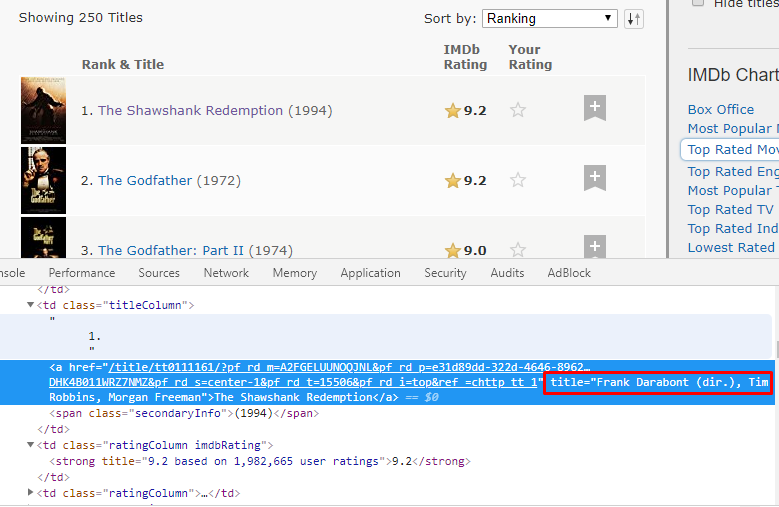 Showing 250 Titles
Sort by: Ranking
Hide titles
Rank & Title
IMDb Rating
Your Rating
1. The Shawshank Redemption (1994) 9.2
2. The Godfather (1972) 9.2
3. The Godfather: Part II (1974) 9.0
IMDb Chart
Box Office
Most Popular
Top Rated Mov
Top Rated Eng
Most Popular T
Top Rated TV
Top Rated Ind
Lowest Rated
nsole Performance Sources Network Memory Application Security Audits AdBlock
</td>
▼<td class="titleColumn">
"
1.
"
<a href="/title/tt0111161/?pf_rd_m=A2FGELUUNOQJNL&pf_rd_p=e31d89dd-322d-4646-8962…
DHK4B011WRZ7NMZ&pf_rd_s=center-1&pf_rd_t=15506&pf_rd_i=top&ref_=chttp_tt_1" title="Frank Darabont (dir.), Tim
Robbins, Morgan Freeman">The Shawshank Redemption</a> == $0
<span class="secondaryInfo">(1994)</span>
</td>
▼<td class="ratingColumn imdbRating">
<strong title="9.2 based on 1,982,665 user ratings">9.2</strong>
</td>
▶<td class="ratingColumn">…</td>